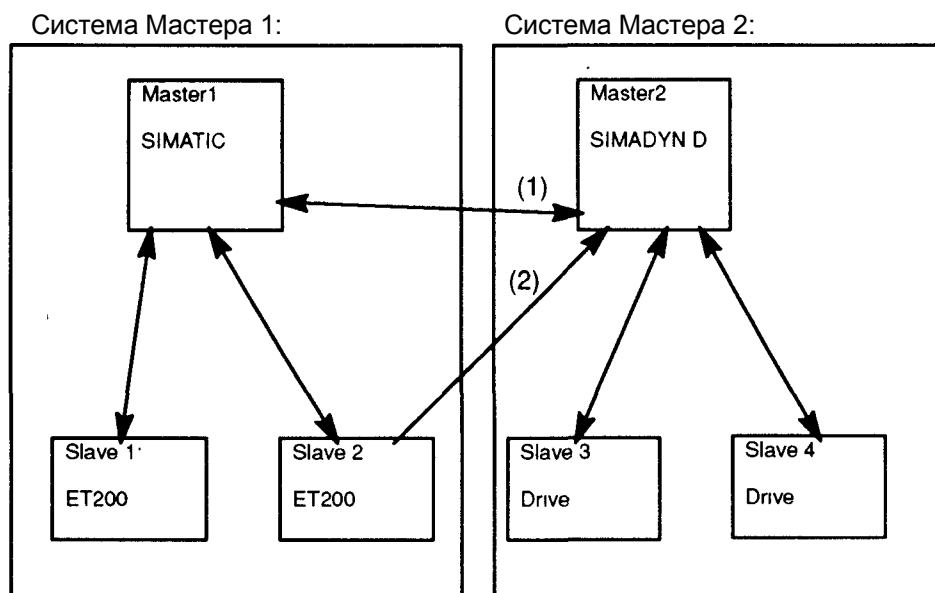 Система Мастера 1:
Система Мастера 2:
Master1
SIMATIC
Master2
SIMADYN D
(1)
(2)
Slave 1
ET200
Slave 2
ET200
Slave 3
Drive
Slave 4
Drive